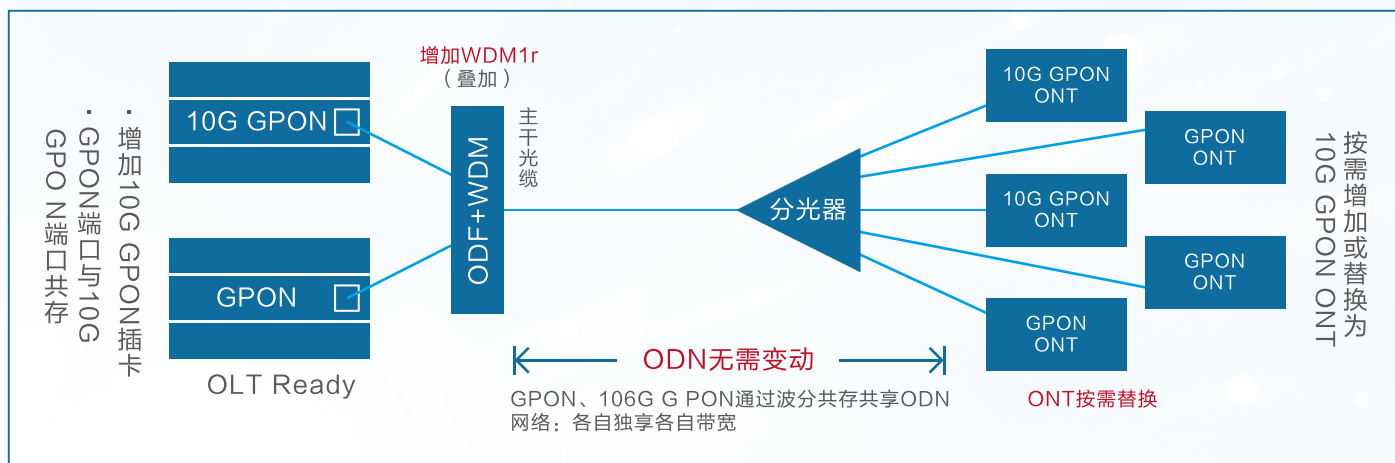 · 增加10G GPON插卡
· GPON端口与10G
GPO N端口共存
10G GPON
GPON
OLT Ready
增加WDM1r
（叠加）
ODF+WDM
主干光缆
分光器
10G GPON
ONT
GPON
ONT
10G GPON
ONT
GPON
ONT
GPON
ONT
按需增加或替换为
10G GPON ONT
ODN无需变动
GPON、106G G PON通过波分共存共享ODN
网络：各自独享各自带宽
ONT按需替换